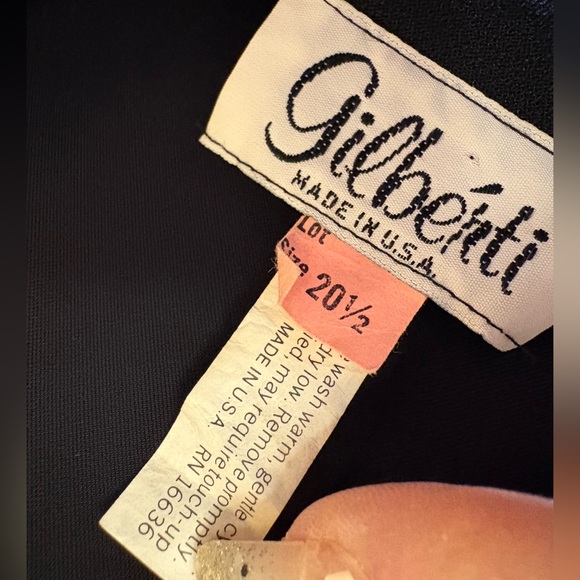 Gilbénti
MADE IN U.S.A.
Lot
Size 20½
wash warm, gentle cy
dry low. Remove promptly.
ed, may require touch-up.
MADE IN U.S.A. RN 16636